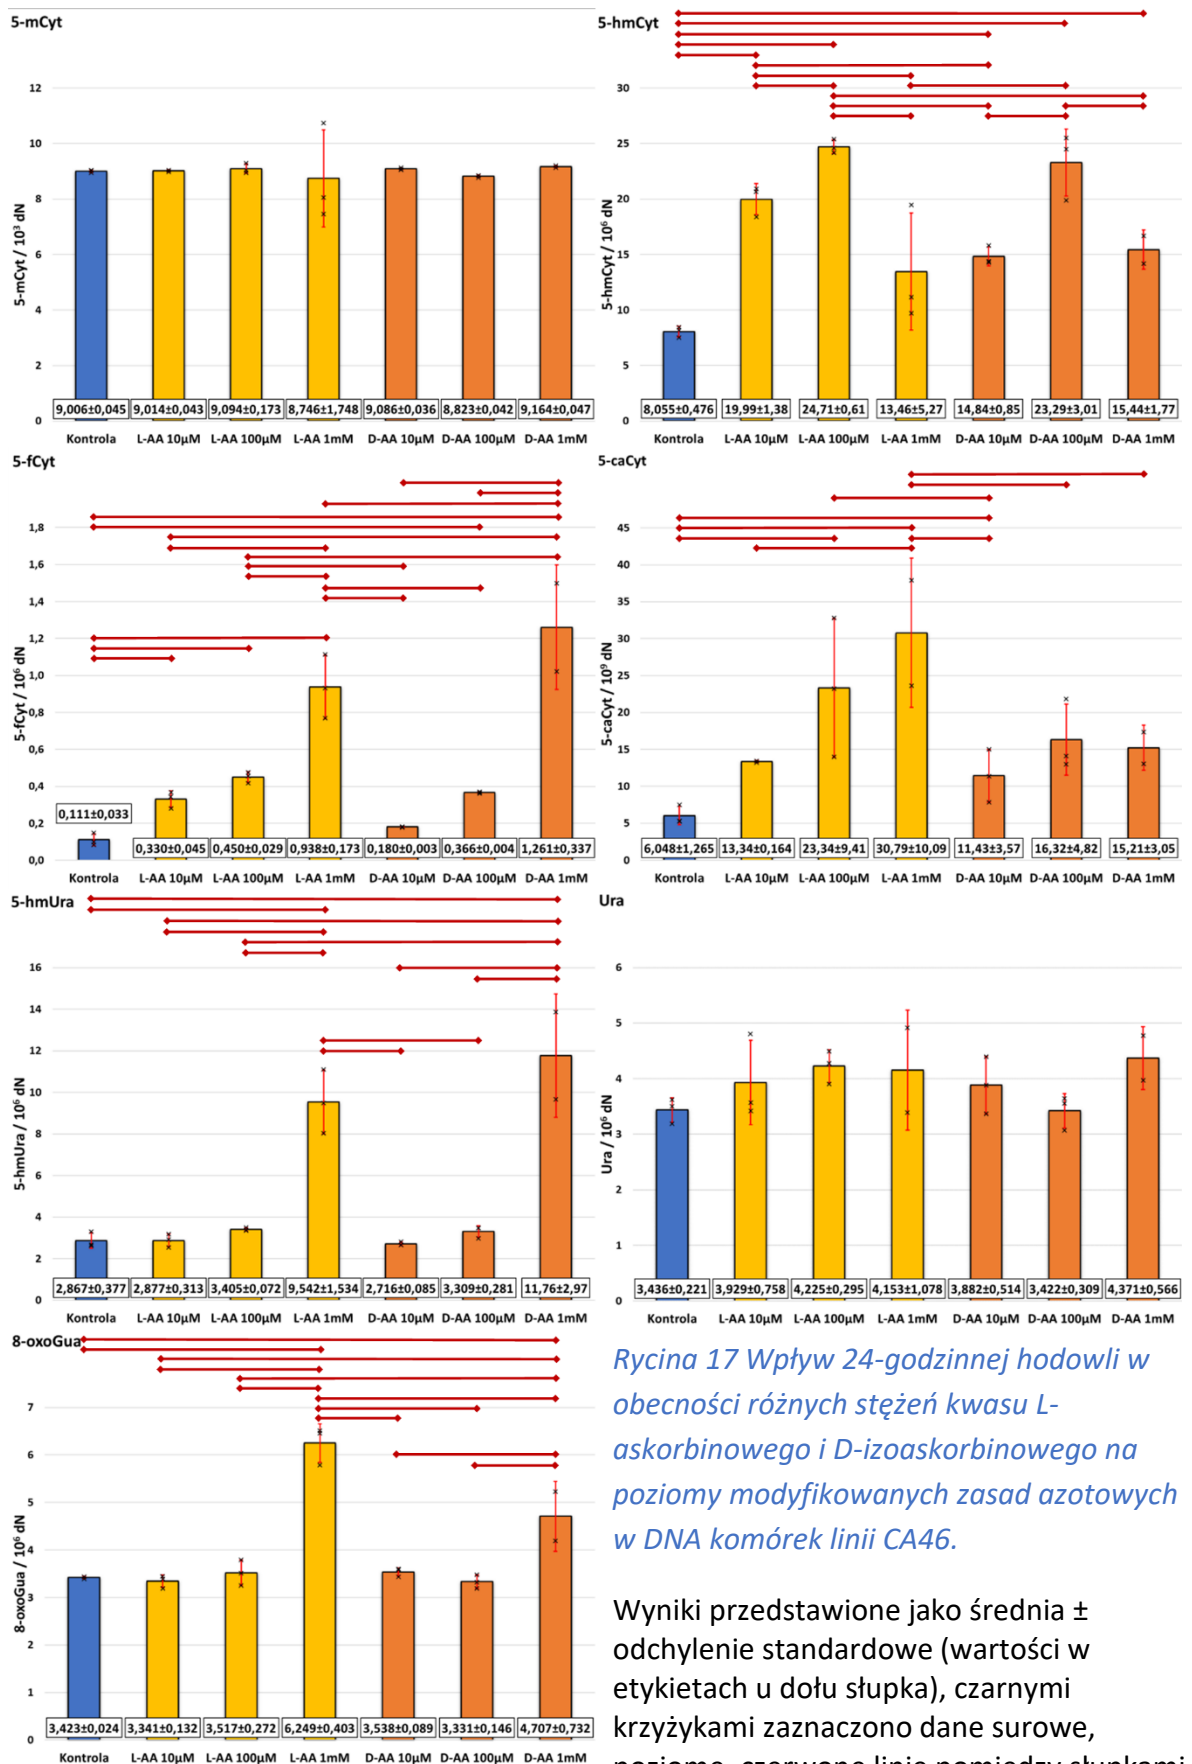 5-mCyt
12
10
8
6
4
2
0
5-mCyt / 10³ dN
9,006±0,045 9,014±0,043 9,094±0,173 8,746±1,748 9,086±0,036 8,823±0,042 9,164±0,047
Kontrola L-AA 10µM L-AA 100µM L-AA 1mM D-AA 10µM D-AA 100µM D-AA 1mM
5-hmCyt
30
25
20
15
10
5
0
5-hmCyt / 10⁶ dN
8,055±0,476 19,99±1,38 24,71±0,61 13,46±5,27 14,84±0,85 23,29±3,01 15,44±1,77
Kontrola L-AA 10µM L-AA 100µM L-AA 1mM D-AA 10µM D-AA 100µM D-AA 1mM
5-fCyt
1,8
1,6
1,4
1,2
1,0
0,8
0,6
0,4
0,2
0,0
5-fCyt / 10⁶ dN
0,111±0,033
0,330±0,045 0,450±0,029 0,938±0,173 0,180±0,003 0,366±0,004 1,261±0,337
Kontrola L-AA 10µM L-AA 100µM L-AA 1mM D-AA 10µM D-AA 100µM D-AA 1mM
5-caCyt
45
40
35
30
25
20
15
10
5
0
5-caCyt / 10⁹ dN
6,048±1,265 13,34±0,164 23,34±9,41 30,79±10,09 11,43±3,57 16,32±4,82 15,21±3,05
Kontrola L-AA 10µM L-AA 100µM L-AA 1mM D-AA 10µM D-AA 100µM D-AA 1mM
5-hmUra
16
14
12
10
8
6
4
2
0
5-hmUra / 10⁶ dN
2,867±0,377 2,877±0,313 3,405±0,072 9,542±1,534 2,716±0,085 3,309±0,281 11,76±2,97
Kontrola L-AA 10µM L-AA 100µM L-AA 1mM D-AA 10µM D-AA 100µM D-AA 1mM
Ura
6
5
4
3
2
1
0
Ura / 10⁶ dN
3,436±0,221 3,929±0,758 4,225±0,295 4,153±1,078 3,882±0,514 3,422±0,309 4,371±0,566
Kontrola L-AA 10µM L-AA 100µM L-AA 1mM D-AA 10µM D-AA 100µM D-AA 1mM
8-oxoGua
7
6
5
4
3
2
1
0
8-oxoGua / 10⁶ dN
3,423±0,024 3,341±0,132 3,517±0,272 6,249±0,403 3,538±0,089 3,331±0,146 4,707±0,732
Kontrola L-AA 10µM L-AA 100µM L-AA 1mM D-AA 10µM D-AA 100µM D-AA 1mM
Rycina 17 Wpływ 24-godzinnej hodowli w
obecności różnych stężeń kwasu L-
askorbinowego i D-izoaskorbinowego na
poziomy modyfikowanych zasad azotowych
w DNA komórek linii CA46.
Wyniki przedstawione jako średnia ±
odchylenie standardowe (wartości w
etykietach u dołu słupka), czarnymi
krzyżykami zaznaczono dane surowe,
poziome, czerwone linie pomiędzy słupkami